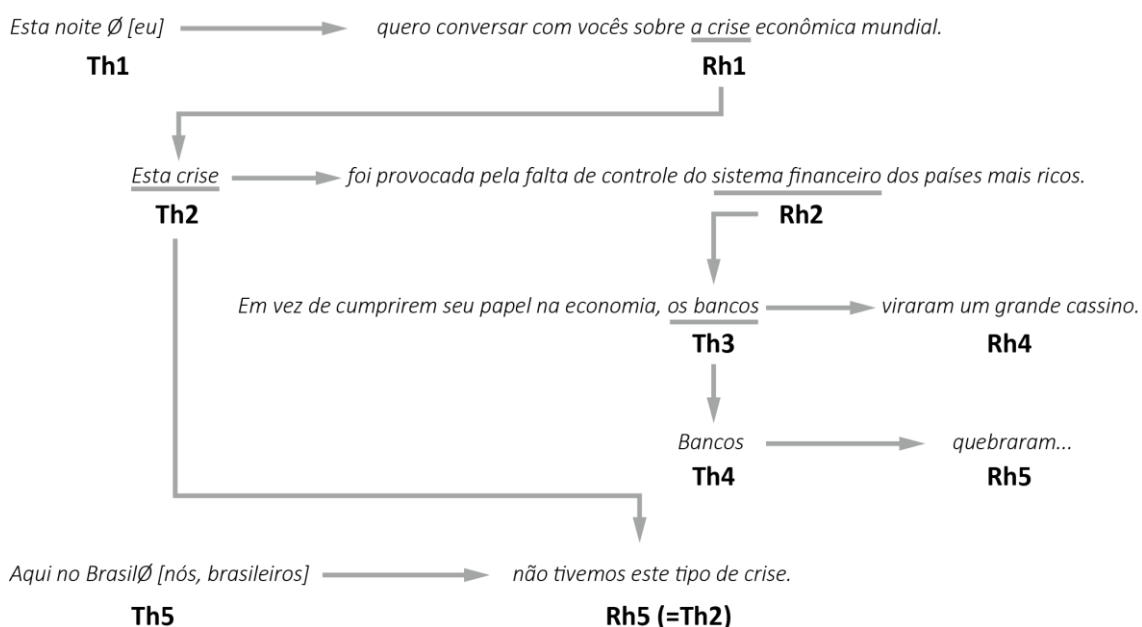 Esta noite Ø [eu] quero conversar com vocês sobre a crise econômica mundial.
Th1 Rh1
Esta crise foi provocada pela falta de controle do sistema financeiro dos países mais ricos.
Th2 Rh2
Em vez de cumprirem seu papel na economia, os bancos viraram um grande cassino.
Th3 Rh4
Bancos quebraram...
Th4 Rh5
Aqui no BrasilØ [nós, brasileiros] não tivemos este tipo de crise.
Th5 Rh5 (=Th2)